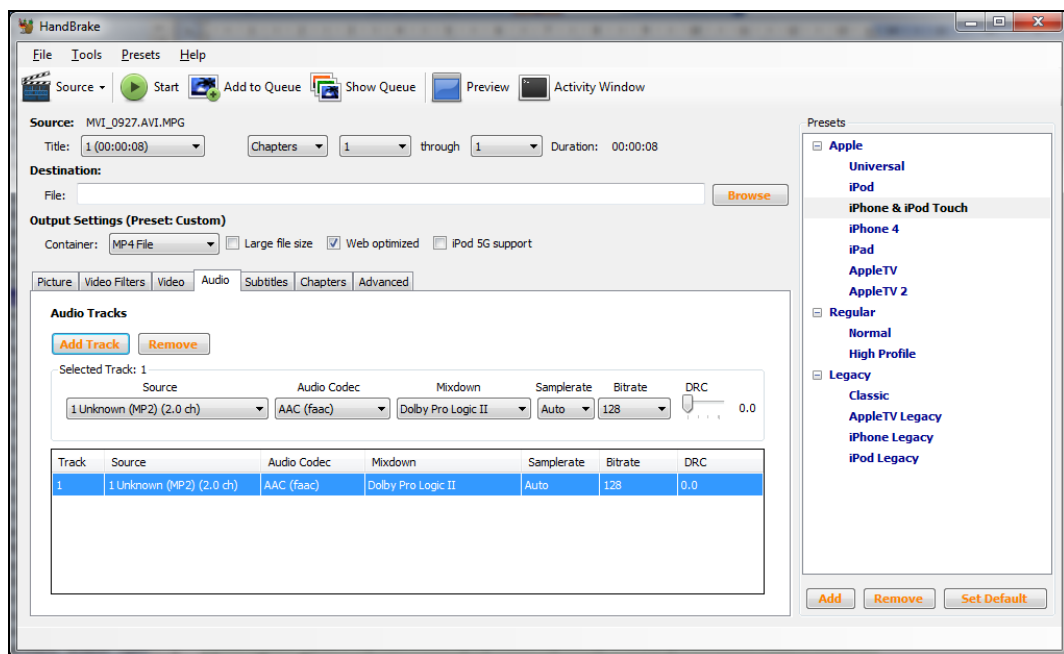 HandBrake
File Tools Presets Help
Source Start Add to Queue Show Queue Preview Activity Window
Source: MVI_0927.AVI.MPG
Title: 1 (00:00:08) Chapters 1 through 1 Duration: 00:00:08
Destination:
File: Browse
Output Settings (Preset: Custom)
Container: MP4 File Large file size Web optimized iPod 5G support
Picture Video Filters Video Audio Subtitles Chapters Advanced
Audio Tracks
Add Track Remove
Selected Track: 1
Source Audio Codec Mixdown Samplerate Bitrate DRC
1 Unknown (MP2) (2.0 ch) AAC (faac) Dolby Pro Logic II Auto 128 0.0
Track Source Audio Codec Mixdown Samplerate Bitrate DRC
1 1 Unknown (MP2) (2.0 ch) AAC (faac) Dolby Pro Logic II Auto 128 0.0
Presets
Apple
Universal
iPod
iPhone & iPod Touch
iPhone 4
iPad
AppleTV
AppleTV 2
Regular
Normal
High Profile
Legacy
Classic
AppleTV Legacy
iPhone Legacy
iPod Legacy
Add Remove Set Default